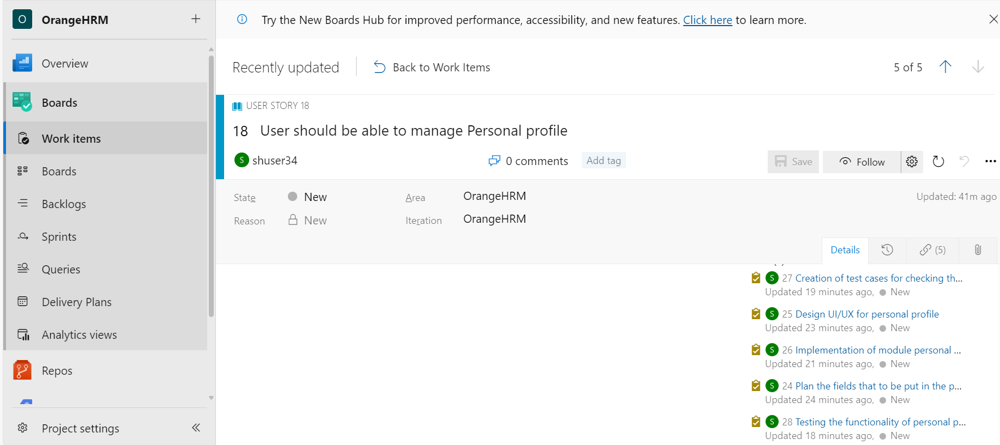 O OrangeHRM
Overview
Boards
Work items
Boards
Backlogs
Sprints
Queries
Delivery Plans
Analytics views
Repos
Project settings
Try the New Boards Hub for improved performance, accessibility, and new features. Click here to learn more.
Recently updated Back to Work Items 5 of 5
USER STORY 18
18 User should be able to manage Personal profile
S shuser34 0 comments Add tag Save Follow
State New Area OrangeHRM Updated: 41m ago
Reason New Iteration OrangeHRM
Details (5)
S 27 Creation of test cases for checking th...
Updated 19 minutes ago, New
S 25 Design UI/UX for personal profile
Updated 23 minutes ago, New
S 26 Implementation of module personal ...
Updated 21 minutes ago, New
S 24 Plan the fields that to be put in the p...
Updated 24 minutes ago, New
S 28 Testing the functionality of personal p...
Updated 18 minutes ago, New